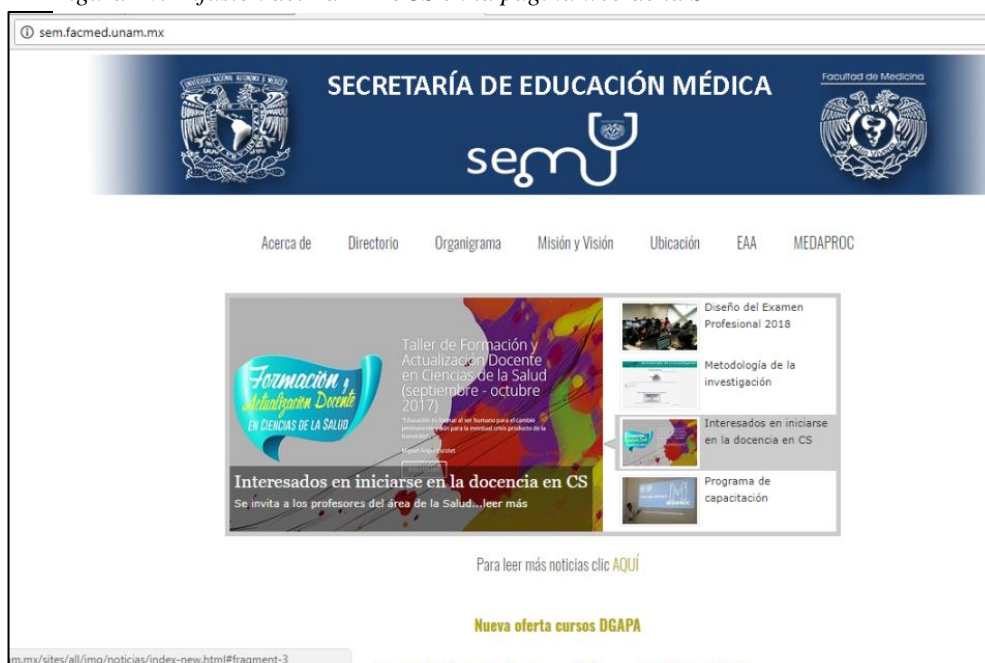 sem.facmed.unam.mx
SECRETARÍA DE EDUCACIÓN MÉDICA
Facultad de Medicina
sem
Acerca de Directorio Organigrama Misión y Visión Ubicación EAA MEDAPROC
Taller de Formación y
Actualización Docente
en Ciencias de la Salud
(septiembre - octubre
2017)
Formación y
Actualización Docente
EN CIENCIAS DE LA SALUD
Interesados en iniciarse en la docencia en CS
Se invita a los profesores del área de la Salud...leer más
Diseño del Examen
Profesional 2018
Metodología de la
investigación
Interesados en iniciarse
en la docencia en CS
Programa de
capacitación
Para leer más noticias clic AQUÍ
Nueva oferta cursos DGAPA
m.mx/sites/all/img/noticias/index-new.html#fragment-3